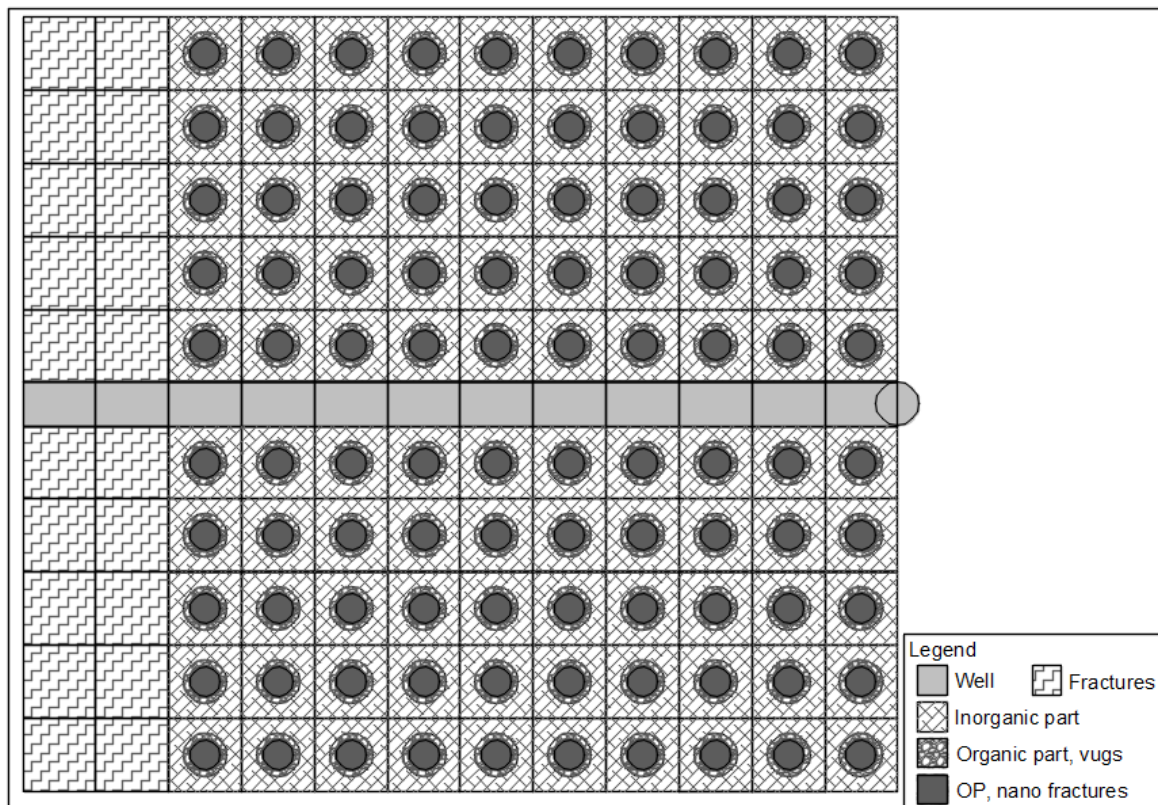 Legend
Well
Fractures
Inorganic part
Organic part, vugs
OP, nano fractures